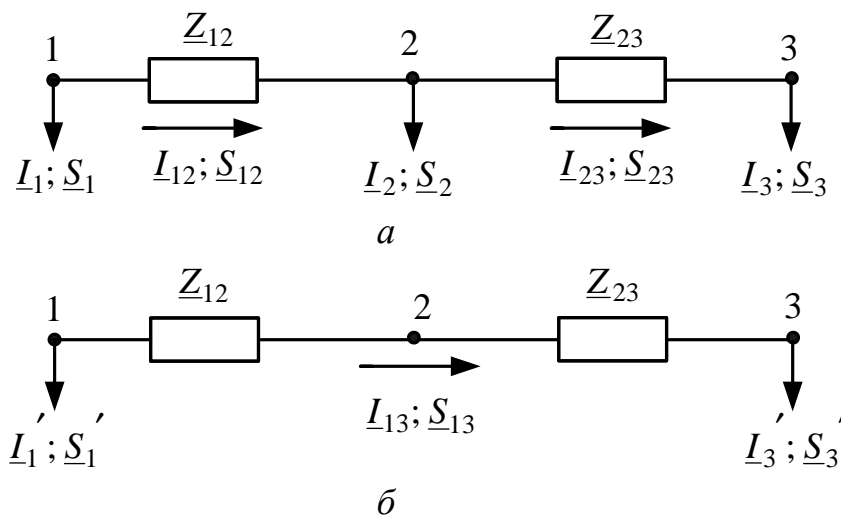 1 Z₁₂ 2 Z₂₃ 3
I₁; S₁ I₁₂; S₁₂ I₂; S₂ I₂₃; S₂₃ I₃; S₃
а
1 Z₁₂ 2 Z₂₃ 3
I₁′; S₁′ I₁₃; S₁₃ I₃′; S₃′
б